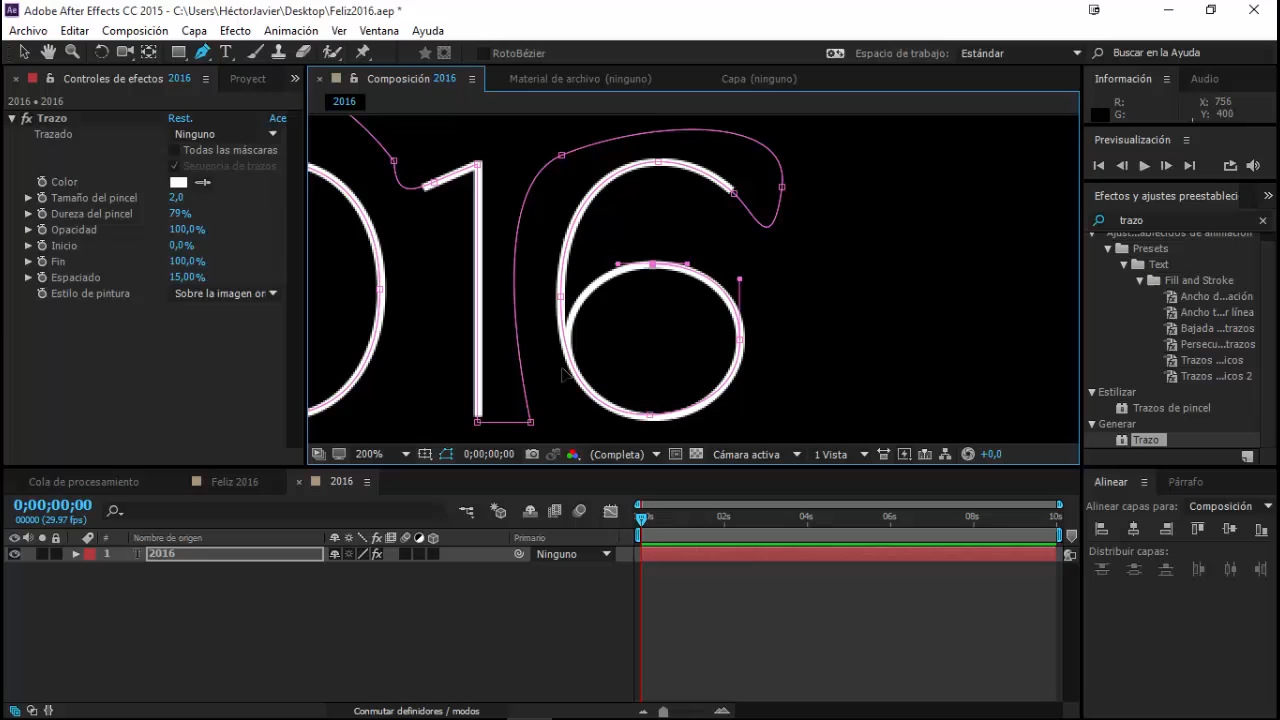 Adobe After Effects CC 2015 - C:\Users\HéctorJavier\Desktop\Feliz2016.aep *
Archivo Editar Composición Capa Efecto Animación Ver Ventana Ayuda
RotoBézier Espacio de trabajo: Estándar Buscar en la Ayuda
Controles de efectos 2016 Project
Composición 2016 Material de archivo (ninguno) Capa (ninguno)
Información Audio
2016 • 2016
2016
R: X: 756
G: Y: 400
fx Trazo Rest. Ace
Trazado Ninguno
Todas las máscaras
Secuencia de trazos
Color
Tamaño del pincel 2,0
Dureza del pincel 79%
Opacidad 100,0%
Inicio 0,0%
Fin 100,0%
Espaciado 15,00%
Estilo de pintura Sobre la imagen or
016
Previsualización
Efectos y ajustes preestableci
trazo
Presets
Text
Fill and Stroke
Ancho d...ación
Ancho t...r línea
Bajada ...trazos
Persecu...trazos
Trazos ...icos
Trazos ...icos 2
Estilizar
Trazos de pincel
Generar
Trazo
200% 0;00;00;00 (Completa) Cámara activa 1 Vista +0,0
Cola de procesamiento Feliz 2016 2016
0;00;00;00
00000 (29.97 fps)
02s 04s 06s 08s 10s
# Nombre de origen fx Primario
1 T 2016 fx Ninguno
Alinear Párrafo
Alinear capas para: Composición
Distribuir capas:
Conmutar definidores / modos